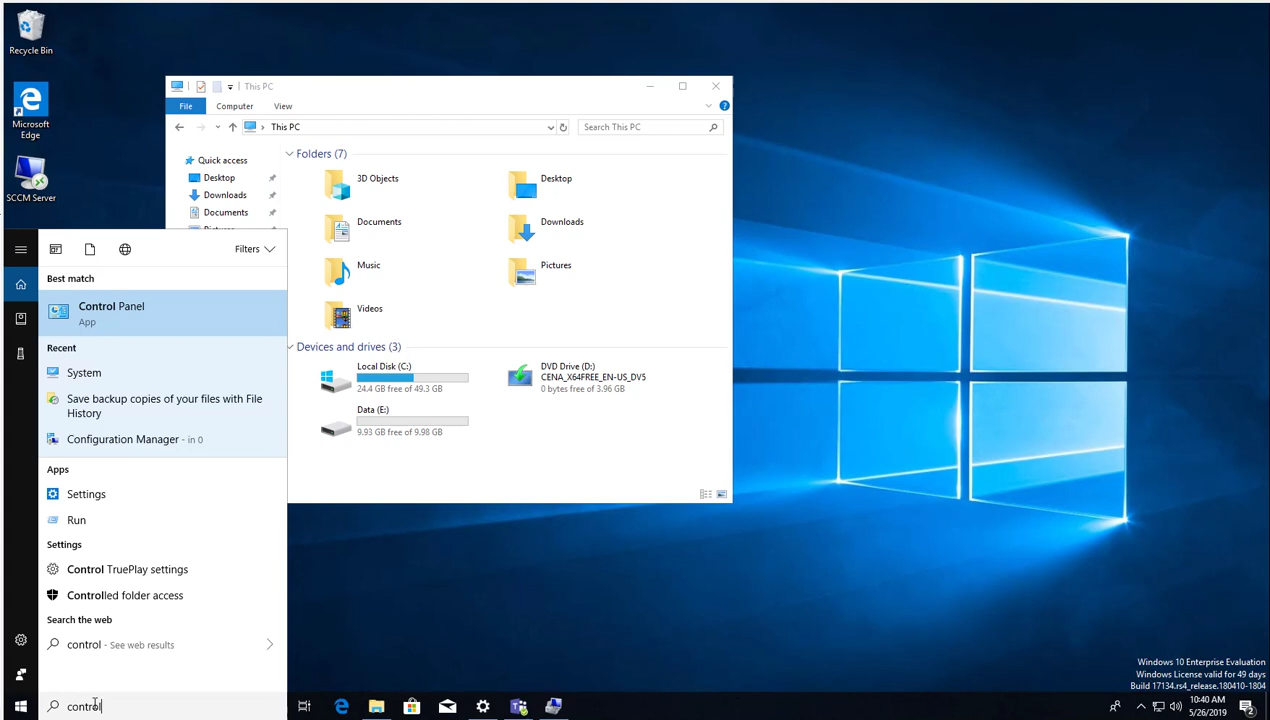 Recycle Bin
Microsoft
Edge
SCCM Server
This PC
File
Computer
View
This PC
Search This PC
Quick access
Desktop
Downloads
Documents
Pictures
Folders (7)
3D Objects
Desktop
Documents
Downloads
Music
Pictures
Videos
Devices and drives (3)
Local Disk (C:)
24.4 GB free of 49.3 GB
DVD Drive (D:)
CENA_X64FREE_EN-US_DV5
0 bytes free of 3.96 GB
Data (E:)
9.93 GB free of 9.98 GB
Filters
Best match
Control Panel
App
Recent
System
Save backup copies of your files with File
History
Configuration Manager - in 0
Apps
Settings
Run
Settings
Control TruePlay settings
Controlled folder access
Search the web
control - See web results
control
Windows 10 Enterprise Evaluation
Windows License valid for 49 days
Build 17134.rs4_release.180410-1804
10:40 AM
5/26/2019
2